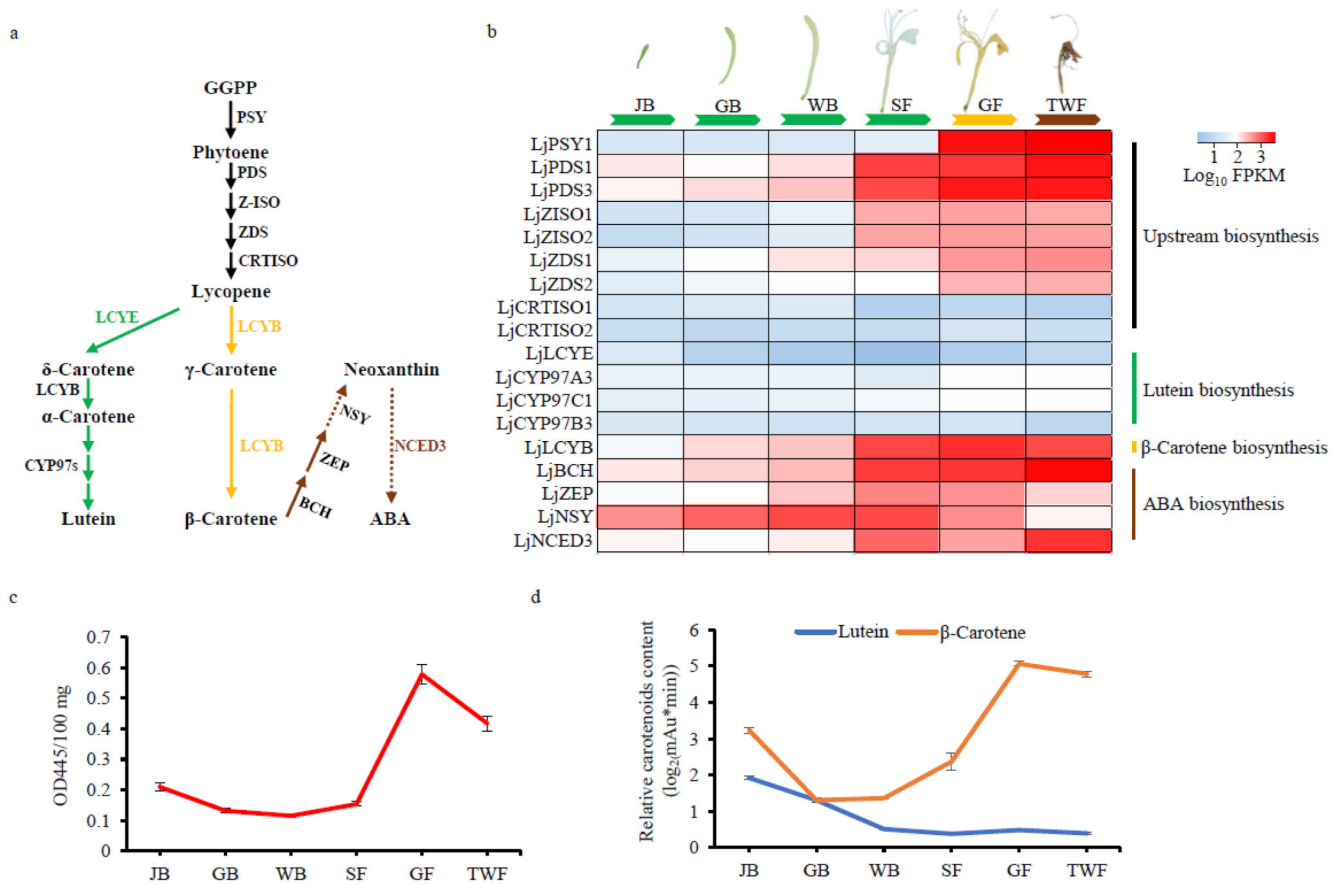 a
GGPP
PSY
Phytoene
PDS
Z-ISO
ZDS
CRTISO
Lycopene
LCYE
LCYB
δ-Carotene
γ-Carotene
Neoxanthin
LCYB
α-Carotene
NSY
LCYB
NCED3
CYP97s
ZEP
BCH
Lutein
β-Carotene
ABA
b
JB GB WB SF GF TWF
LjPSY1
LjPDS1
LjPDS3
LjZISO1
LjZISO2
LjZDS1
LjZDS2
LjCRTISO1
LjCRTISO2
LjLCYE
LjCYP97A3
LjCYP97C1
LjCYP97B3
LjLCYB
LjBCH
LjZEP
LjNSY
LjNCED3
1 2 3
Log10 FPKM
Upstream biosynthesis
Lutein biosynthesis
β-Carotene biosynthesis
ABA biosynthesis
c
OD445/100 mg
0.7
0.6
0.5
0.4
0.3
0.2
0.1
0
JB GB WB SF GF TWF
d
Relative carotenoids content
(log2(mAu*min))
Lutein β-Carotene
6
5
4
3
2
1
0
JB GB WB SF GF TWF